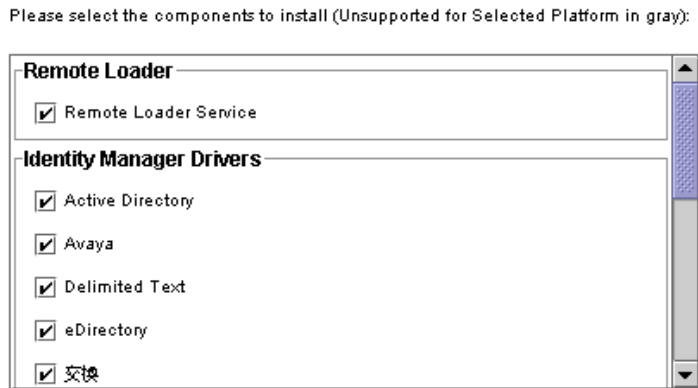 Please select the components to install (Unsupported for Selected Platform in gray):
Remote Loader
Remote Loader Service
Identity Manager Drivers
Active Directory
Avaya
Delimited Text
eDirectory
交换